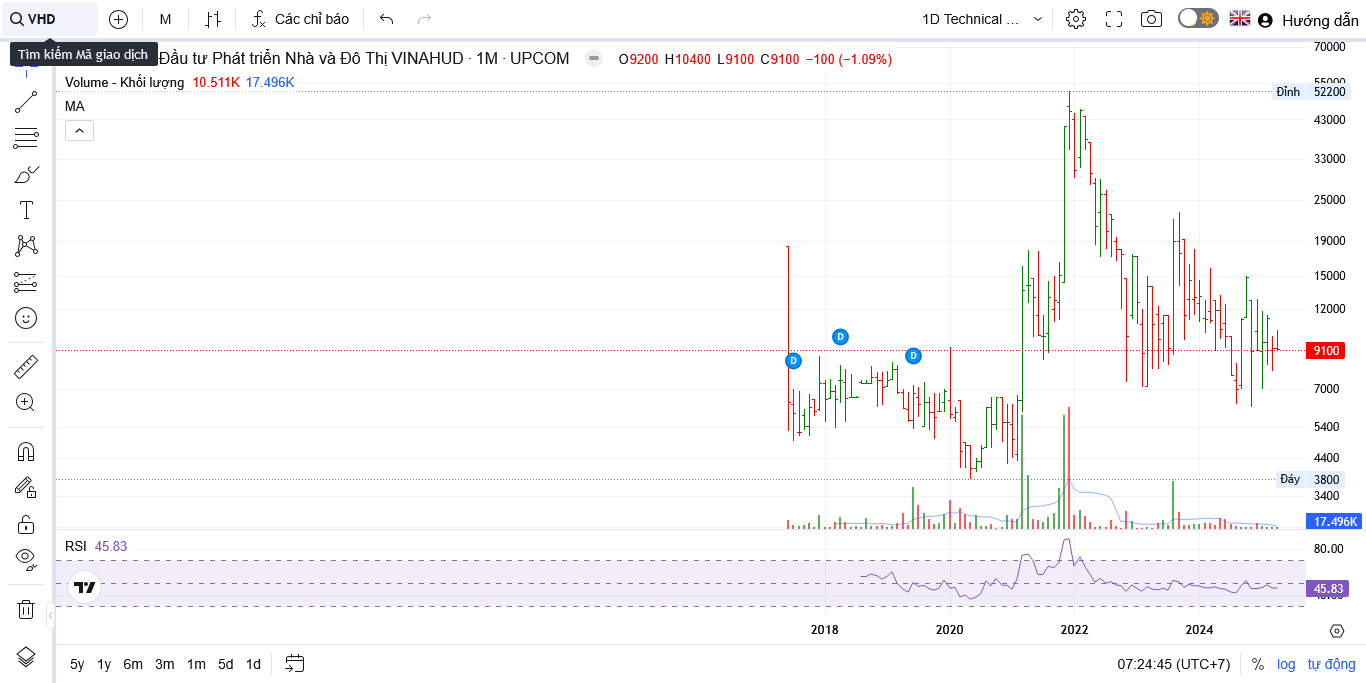 VHD M Các chỉ báo 1D Technical ... Hướng dẫn
Tìm kiếm Mã giao dịch
Đầu tư Phát triển Nhà và Đô Thị VINAHUD · 1M · UPCOM O9200 H10400 L9100 C9100 −100 (−1.09%)
Volume - Khối lượng 10.511K 17.496K
MA
70000
55000
Đỉnh 52200
43000
33000
25000
19000
15000
12000
9100
7000
5400
4400
Đáy 3800
3400
17.496K
D
D
D
RSI 45.83
80.00
45.83
2018 2020 2022 2024
5y 1y 6m 3m 1m 5d 1d 07:24:45 (UTC+7) % log tự động